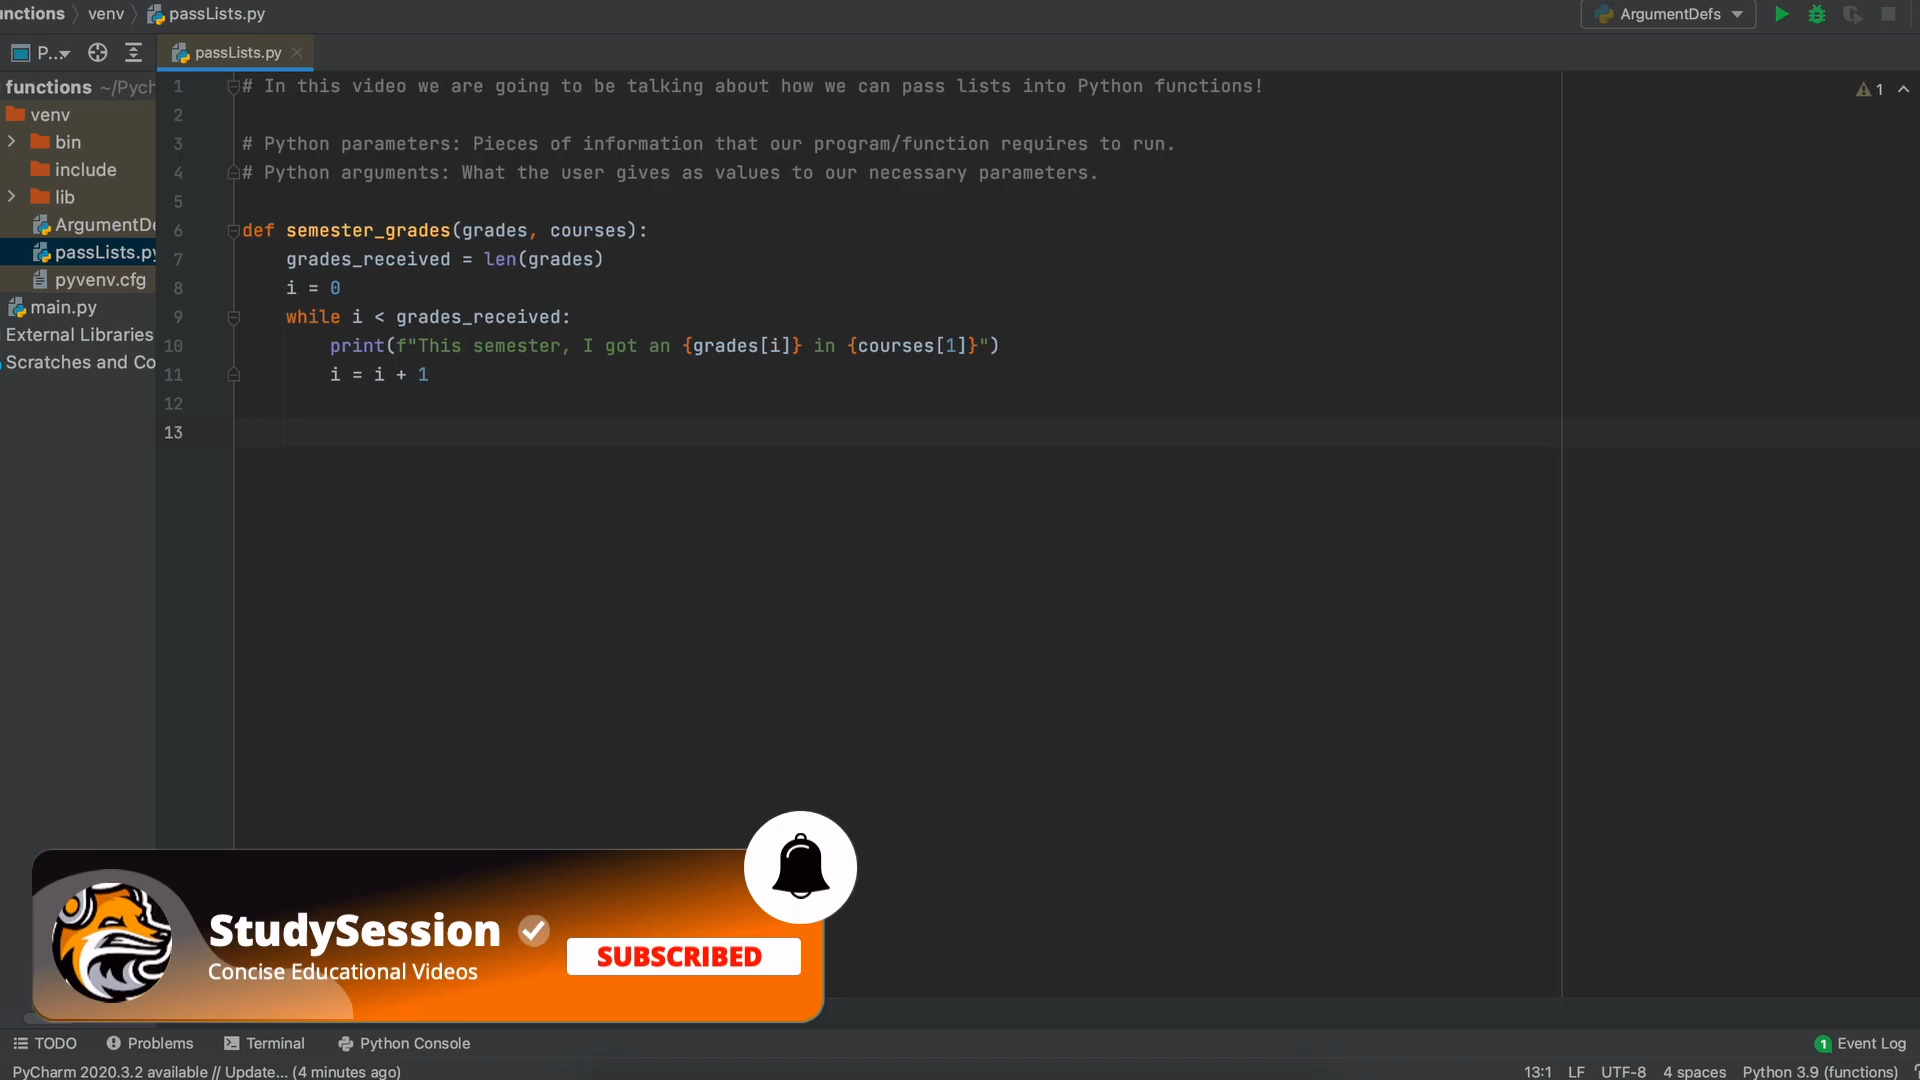 unctions 〉 venv 〉 passLists.py
ArgumentDefs
P...
passLists.py
functions ~/Pych
venv
bin
include
lib
ArgumentDe
passLists.py
pyvenv.cfg
main.py
External Libraries
Scratches and Co
1 # In this video we are going to be talking about how we can pass lists into Python functions!
2
3 # Python parameters: Pieces of information that our program/function requires to run.
4 # Python arguments: What the user gives as values to our necessary parameters.
5
6 def semester_grades(grades, courses):
7 grades_received = len(grades)
8 i = 0
9 while i < grades_received:
10 print(f"This semester, I got an {grades[i]} in {courses[1]}")
11 i = i + 1
12
13
1
StudySession
Concise Educational Videos
SUBSCRIBED
TODO Problems Terminal Python Console
1 Event Log
PyCharm 2020.3.2 available // Update... (4 minutes ago)
13:1 LF UTF-8 4 spaces Python 3.9 (functions)